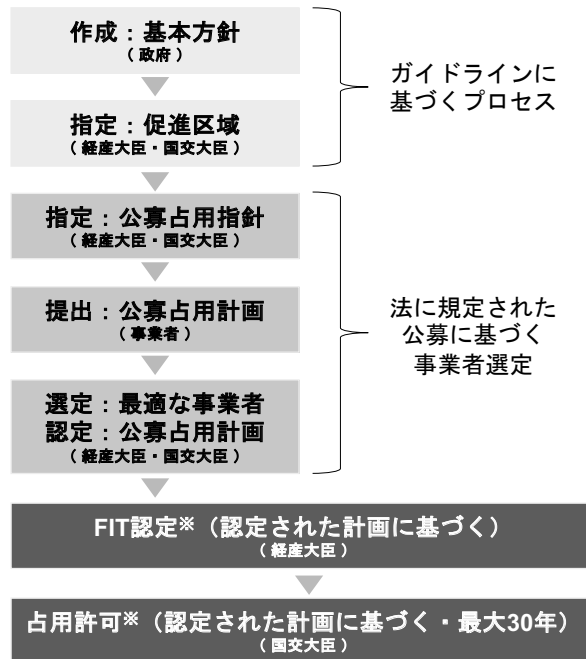 作成：基本方針
（ 政府 ）
指定：促進区域
（ 経産大臣・国交大臣 ）
ガイドラインに
基づくプロセス
指定：公募占用指針
（ 経産大臣・国交大臣 ）
提出：公募占用計画
（ 事業者 ）
選定：最適な事業者
認定：公募占用計画
（ 経産大臣・国交大臣 ）
法に規定された
公募に基づく
事業者選定
FIT認定※（認定された計画に基づく）
（ 経産大臣 ）
占用許可※（認定された計画に基づく・最大30年）
（ 国交大臣 ）